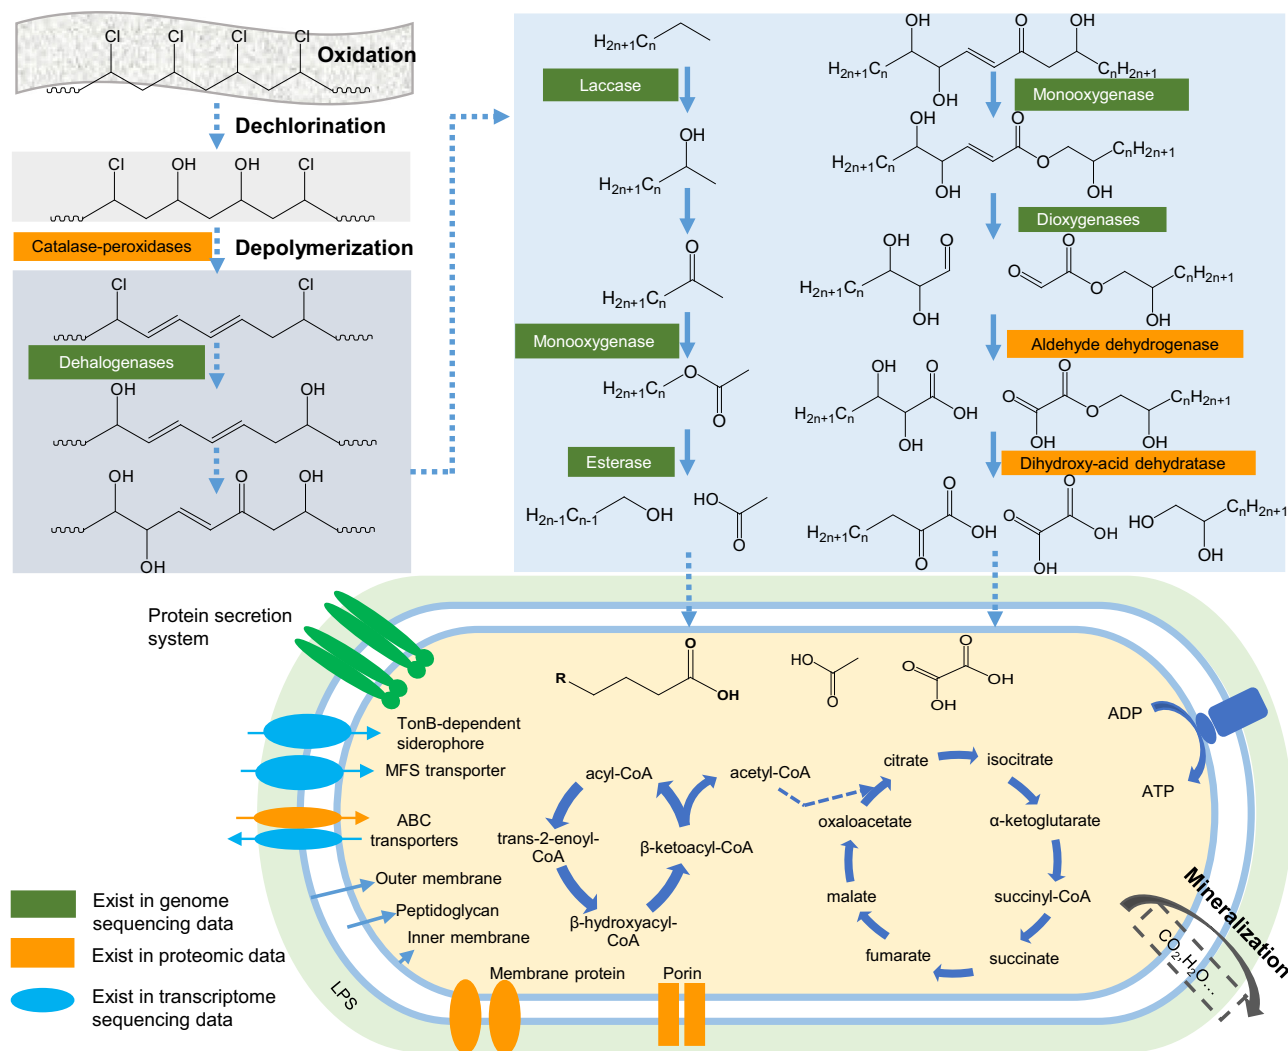 Cl Cl Cl Cl
Oxidation
Dechlorination
Cl OH OH Cl
Catalase-peroxidases
Depolymerization
Cl Cl
Dehalogenases
OH OH
OH O OH
OH
H2n+1Cn
Laccase
OH
H2n+1Cn
O
H2n+1Cn
Monooxygenase
H2n+1Cn O
O
Esterase
H2n-1Cn-1 OH
HO
O
OH O OH
H2n+1Cn CnH2n+1
OH
Monooxygenase
OH O
H2n+1Cn O CnH2n+1
OH OH
Dioxygenases
OH O
H2n+1Cn
OH
O O
O CnH2n+1
OH
Aldehyde dehydrogenase
OH O
H2n+1Cn OH
OH
O O
O CnH2n+1
OH OH
Dihydroxy-acid dehydratase
O
H2n+1Cn OH
O
O
O OH
OH
HO CnH2n+1
OH
Protein secretion
system
R O
OH
HO
O
O O
OH
OH
TonB-dependent
siderophore
MFS transporter
ABC
transporters
Outer membrane
Peptidoglycan
Inner membrane
LPS
Membrane protein
Porin
acyl-CoA
trans-2-enoyl-
CoA
β-hydroxyacyl-
CoA
β-ketoacyl-CoA
acetyl-CoA
citrate
isocitrate
α-ketoglutarate
succinyl-CoA
succinate
fumarate
malate
oxaloacetate
ADP
ATP
Mineralization
CO2,H2O...
Exist in genome
sequencing data
Exist in proteomic data
Exist in transcriptome
sequencing data